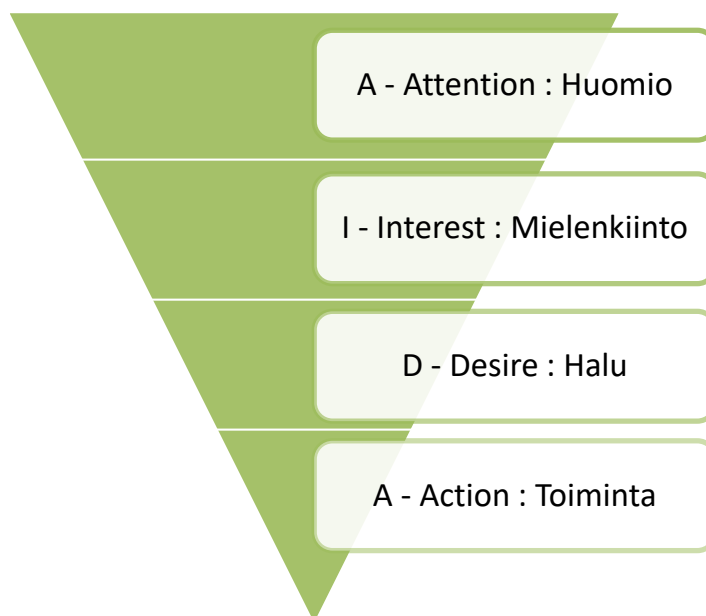 A - Attention : Huomio
I - Interest : Mielenkiinto
D - Desire : Halu
A - Action : Toiminta